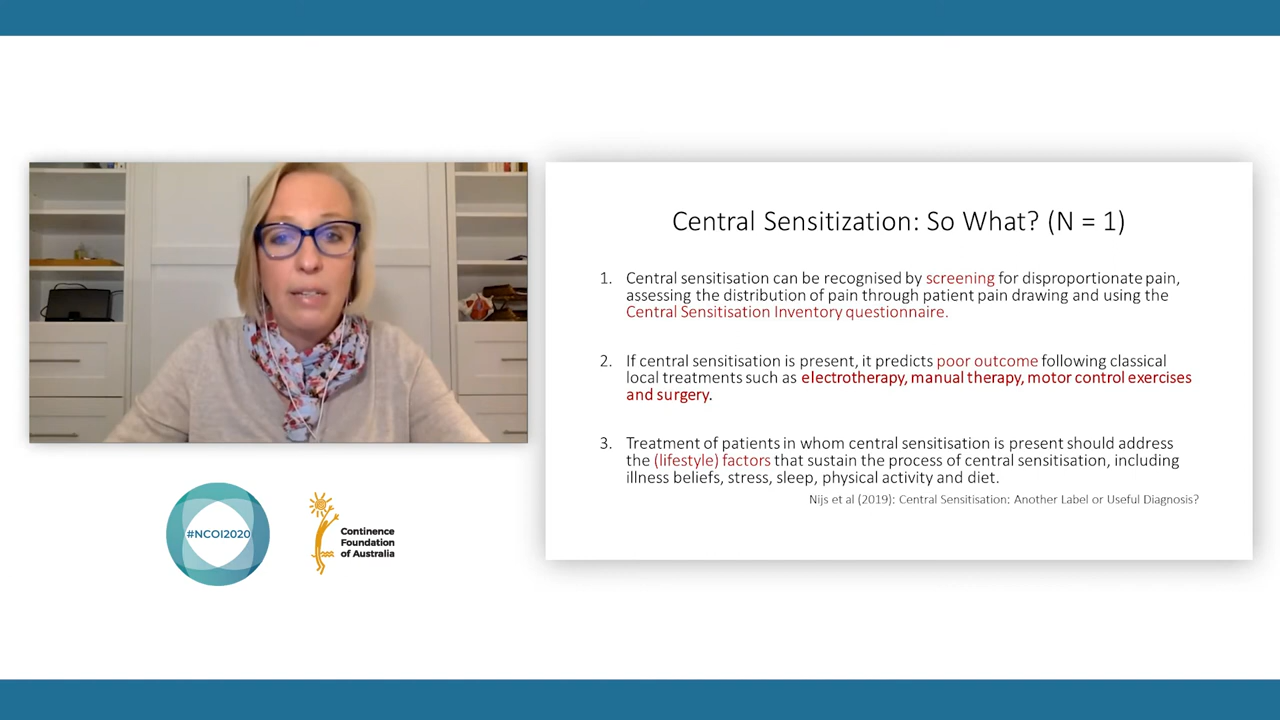 Central Sensitization: So What? (N = 1)
1. Central sensitisation can be recognised by screening for disproportionate pain,
assessing the distribution of pain through patient pain drawing and using the
Central Sensitisation Inventory questionnaire.
2. If central sensitisation is present, it predicts poor outcome following classical
local treatments such as electrotherapy, manual therapy, motor control exercises
and surgery.
3. Treatment of patients in whom central sensitisation is present should address
the (lifestyle) factors that sustain the process of central sensitisation, including
illness beliefs, stress, sleep, physical activity and diet.
Nijs et al (2019): Central Sensitisation: Another Label or Useful Diagnosis?
#NCOI2020
Continence
Foundation
of Australia